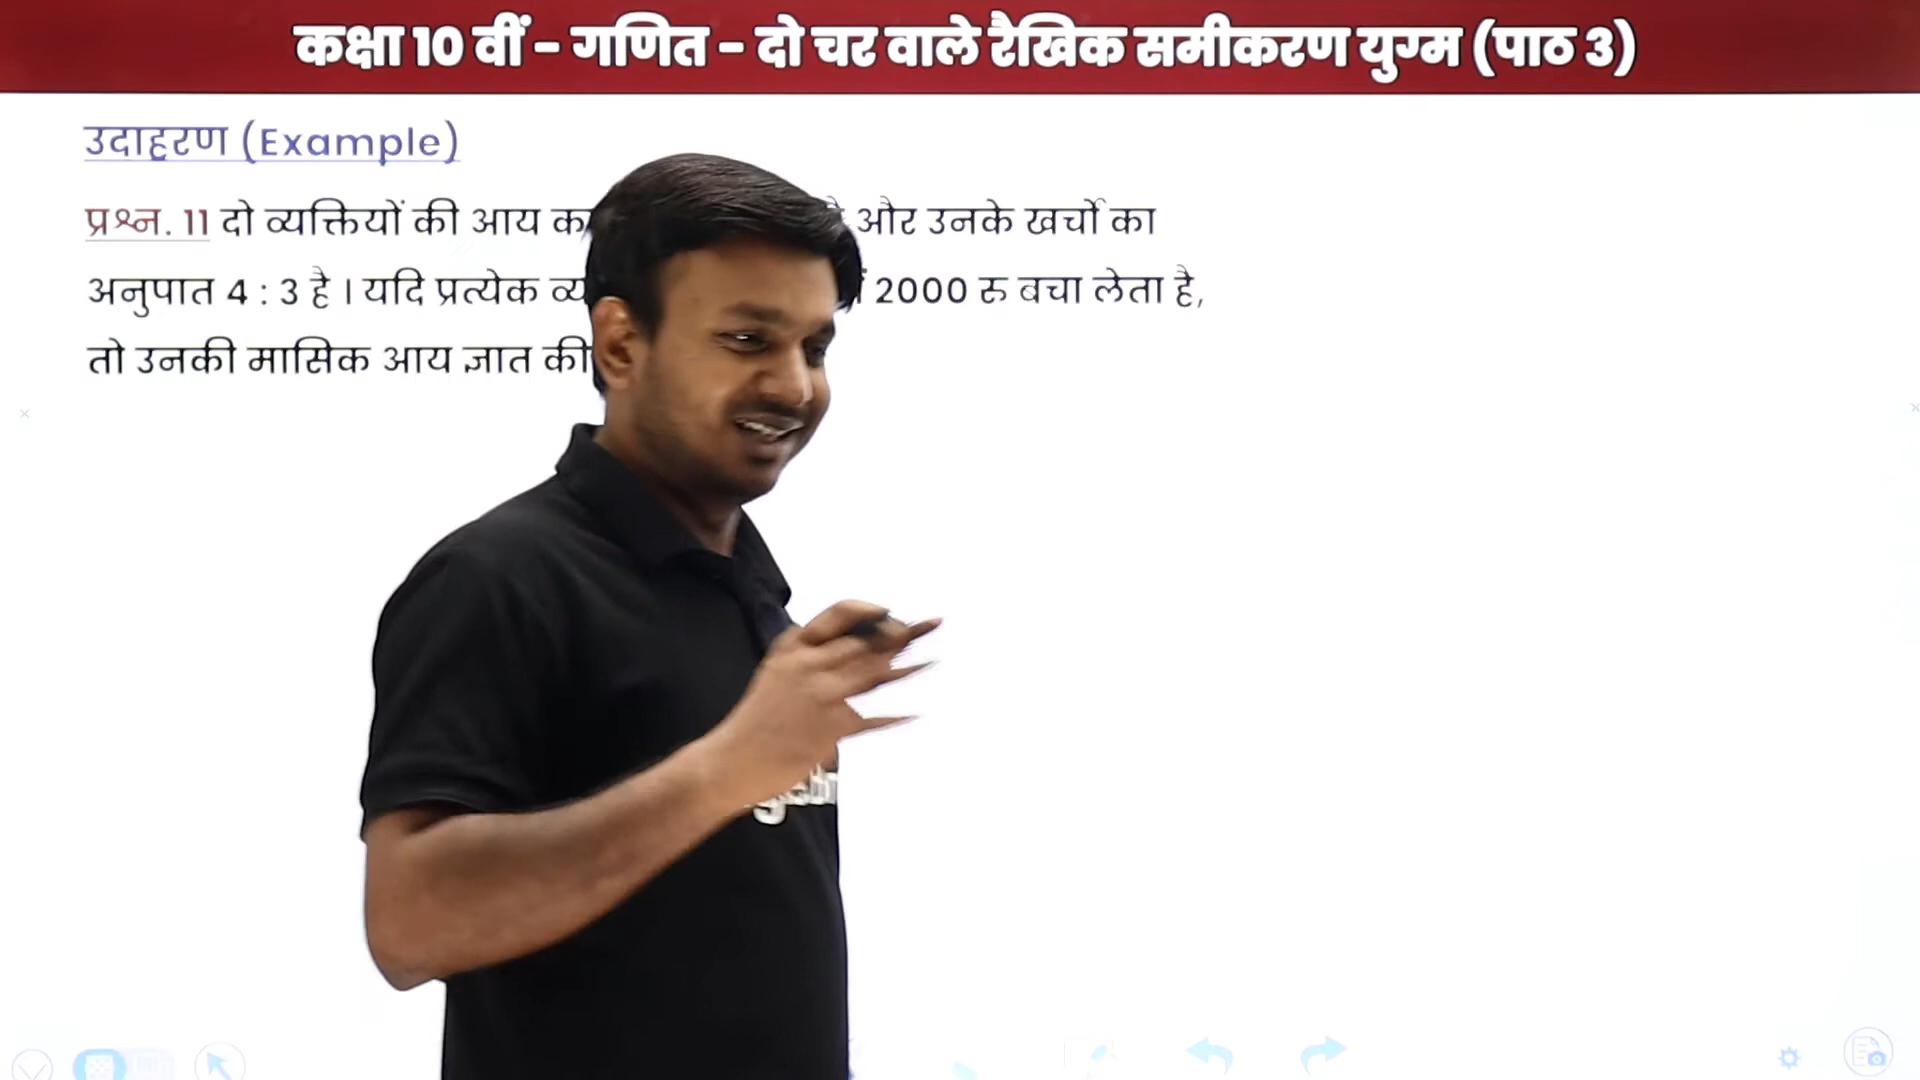 कक्षा 10 वीं - गणित - दो चर वाले रैखिक समीकरण युग्म (पाठ 3)
उदाहरण (Example)
प्रश्न. 11 दो व्यक्तियों की आय और उनके खर्चो का
अनुपात 4 : 3 है । यदि प्रत्येक 2000 रु बचा लेता है,
तो उनकी मासिक आय ज्ञात